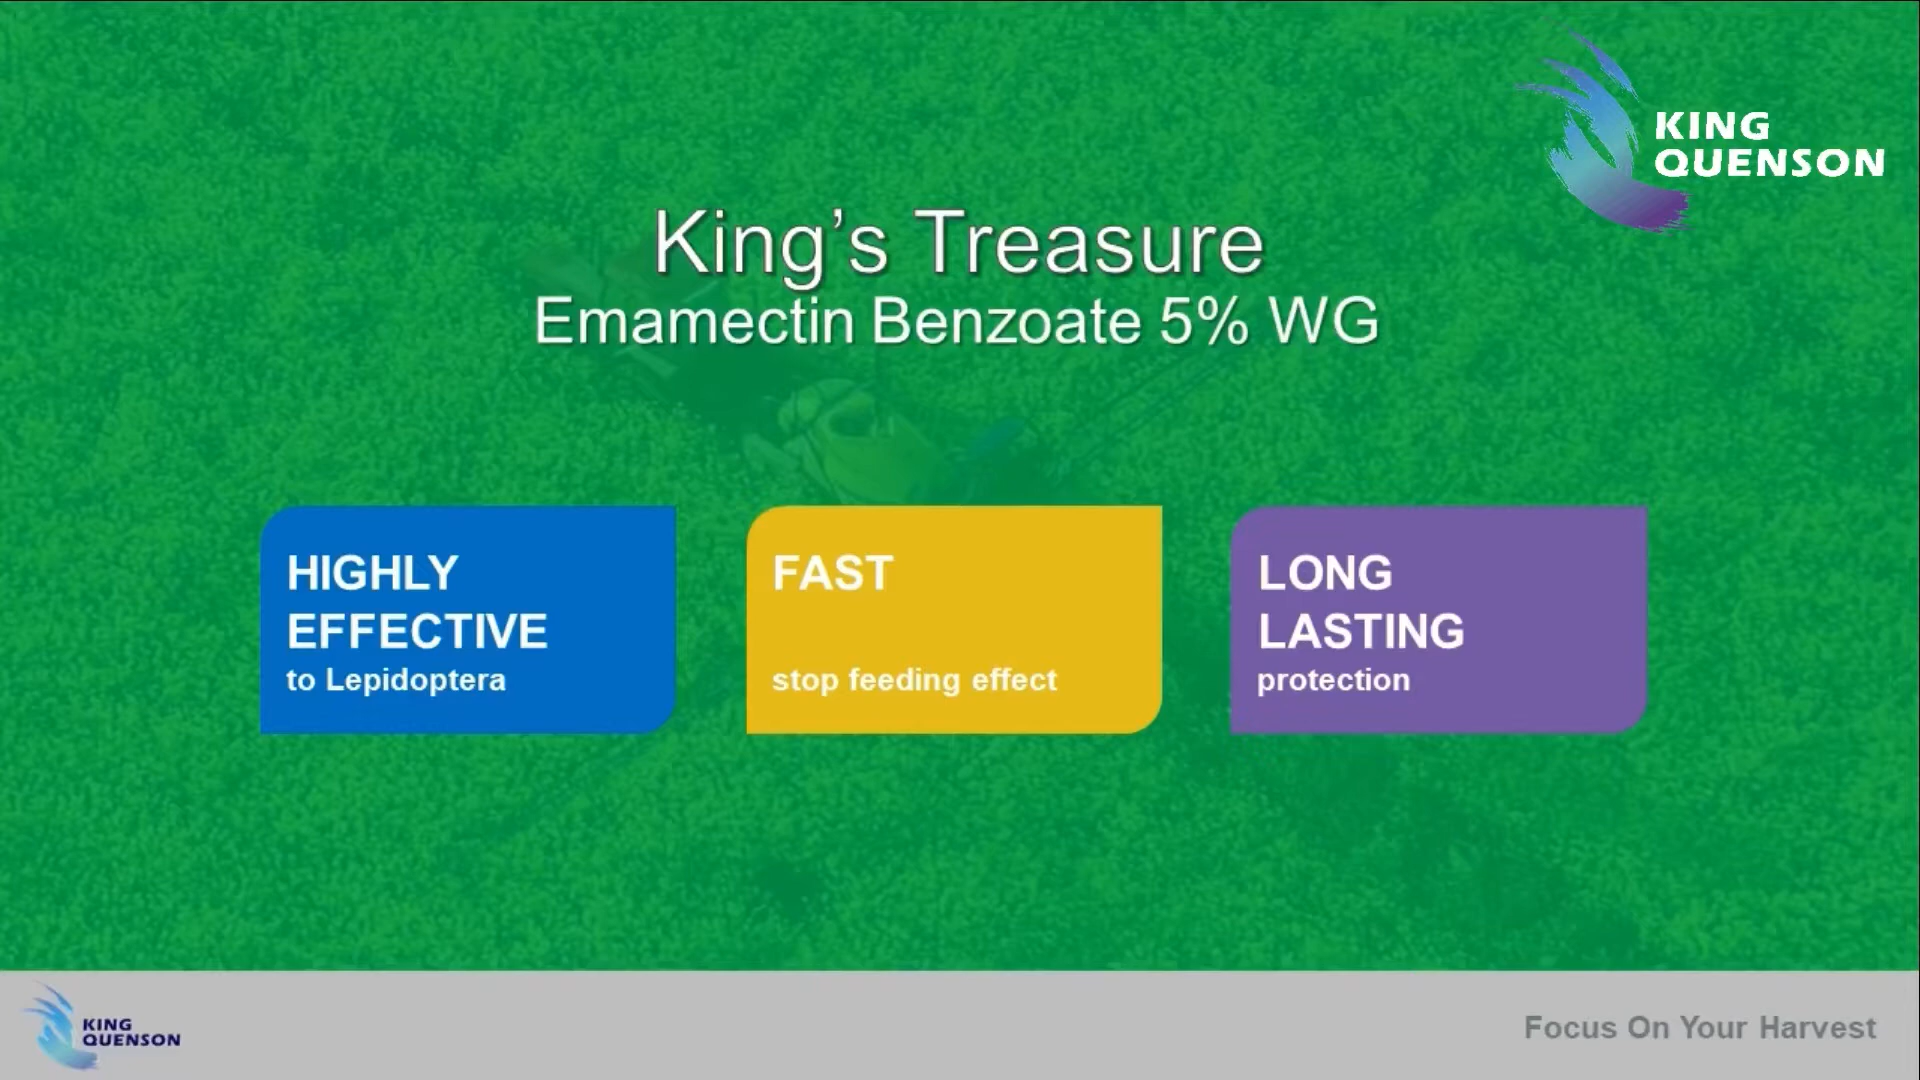 KING
QUENSON
King’s Treasure
Emamectin Benzoate 5% WG
HIGHLY
EFFECTIVE
to Lepidoptera
FAST
stop feeding effect
LONG
LASTING
protection
KING
QUENSON
Focus On Your Harvest